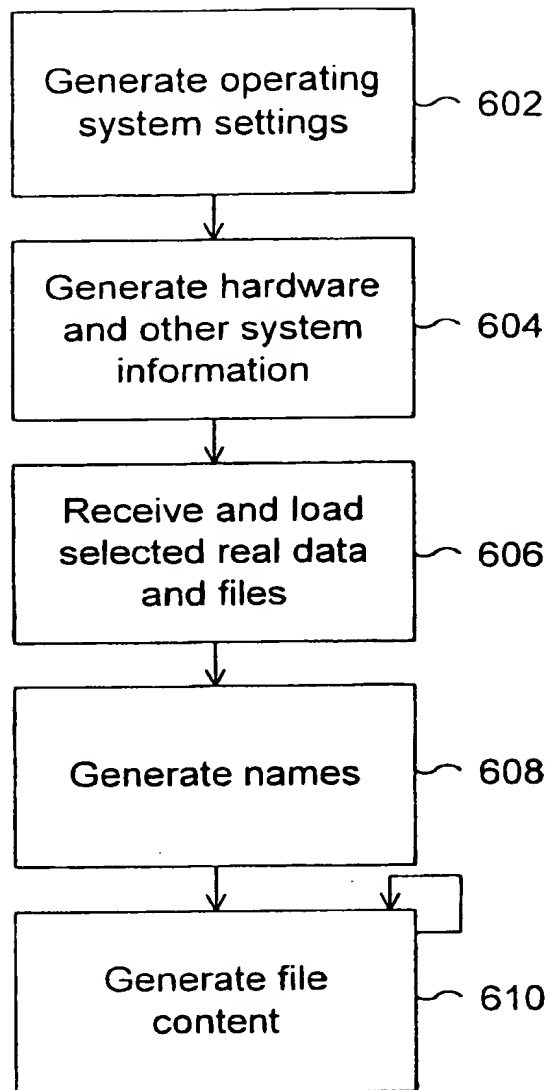 Generate operating
system settings
602
Generate hardware
and other system
information
604
Receive and load
selected real data
and files
606
Generate names
608
Generate file
content
610